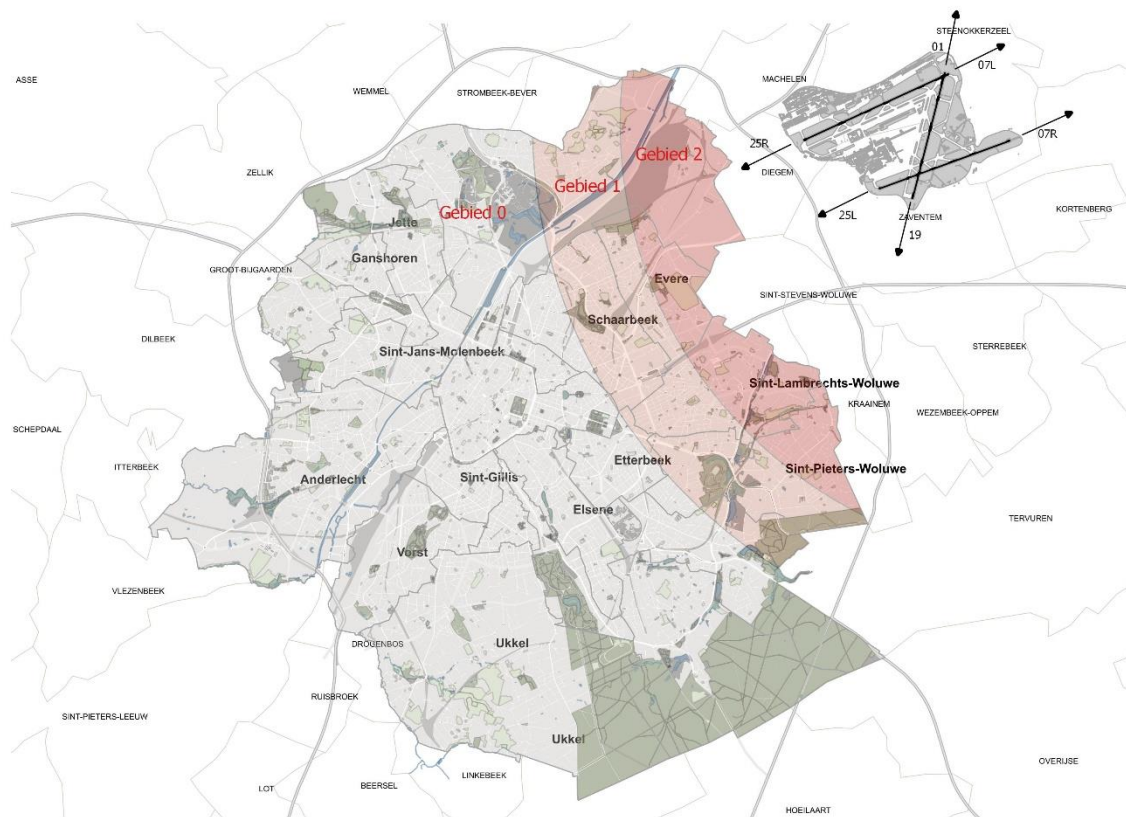 STEENOKKERZEEL
01
07L
ASSE
WEMMEL
STROMBEEK-BEVER
MACHELEN
07R
25R
Gebied 2
DIEGEM
ZELLIK
Gebied 1
Gebied 0
25L
ZAVENTEM
19
KORTENBERG
Jette
Ganshoren
GROOT-BIJGAARDEN
Evere
SINT-STEVENS-WOLUWE
Schaarbeek
DILBEEK
Sint-Jans-Molenbeek
STERREBEEK
Sint-Lambrechts-Woluwe
KRAAINEM
WEZEMBEEK-OPPEM
SCHEPDAAL
ITTERBEEK
Etterbeek
Sint-Pieters-Woluwe
Anderlecht
Sint-Gillis
Elsene
TERVUREN
Vorst
VLEZENBEEK
DROGENBOS
Ukkel
RUISBROEK
SINT-PIETERS-LEEUW
Ukkel
OVERIJSE
LINKEBEEK
LOT
BEERSEL
HOEILAART